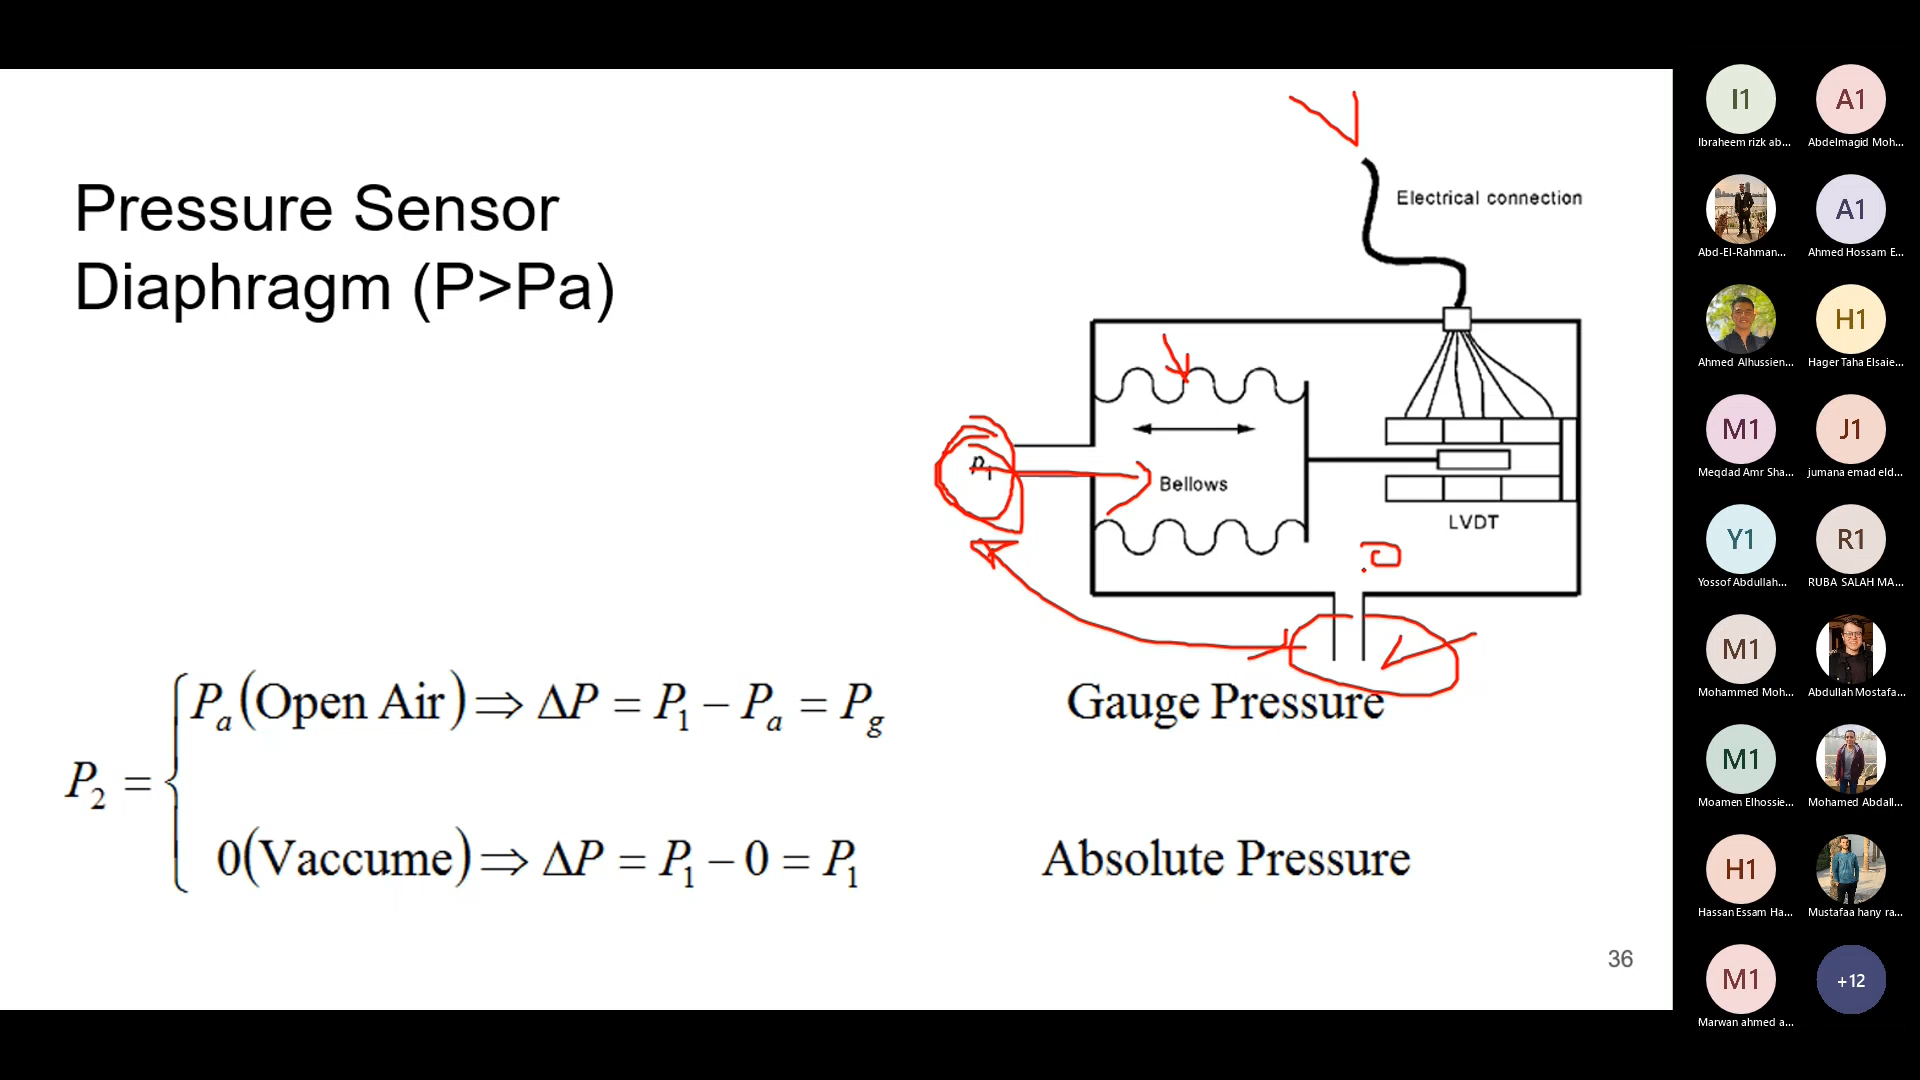 Pressure Sensor
Diaphragm (P>Pa)
Electrical connection
P₁
Bellows
LVDT
P₂ = { Pₐ(Open Air) ⇒ ΔP = P₁ − Pₐ = P_g
Gauge Pressure
0(Vaccume) ⇒ ΔP = P₁ − 0 = P₁
Absolute Pressure
36
I1
A1
Ibraheem rizk ab...
Abdelmagid Moh...
A1
Abd-El-Rahman...
Ahmed Hossam E...
H1
Ahmed Alhussien...
Hager Taha Elsaie...
M1
J1
Meqdad Amr Sha...
jumana emad eld...
Y1
R1
Yossof Abdullah...
RUBA SALAH MA...
M1
Mohammed Moh...
Abdullah Mostafa...
M1
Moamen Elhossie...
Mohamed Abdall...
H1
Hassan Essam Ha...
Mustafaa hany ra...
M1
+12
Marwan ahmed a...